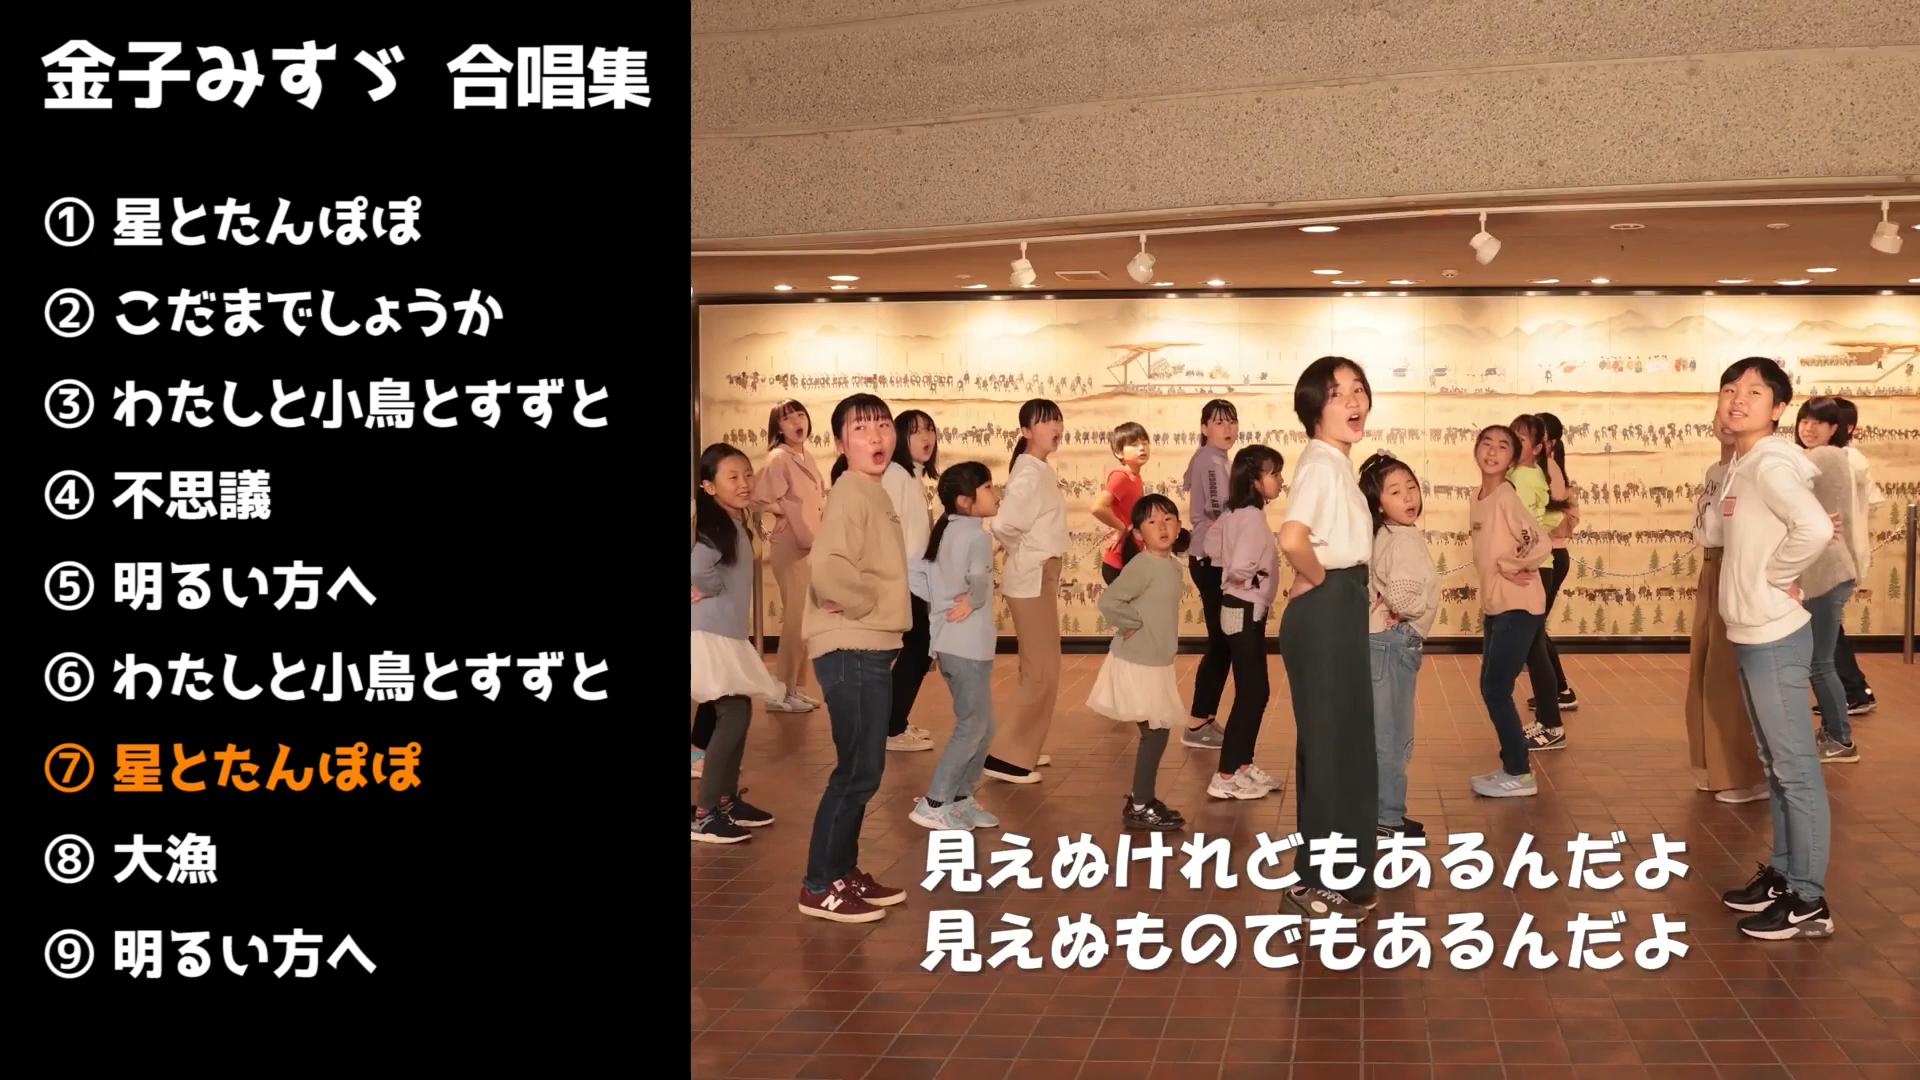 金子みすゞ 合唱集
① 星とたんぽぽ
② こだまでしょうか
③ わたしと小鳥とすずと
④ 不思議
⑤ 明るい方へ
⑥ わたしと小鳥とすずと
⑦ 星とたんぽぽ
⑧ 大漁
⑨ 明るい方へ
見えぬけれどもあるんだよ
見えぬものでもあるんだよ